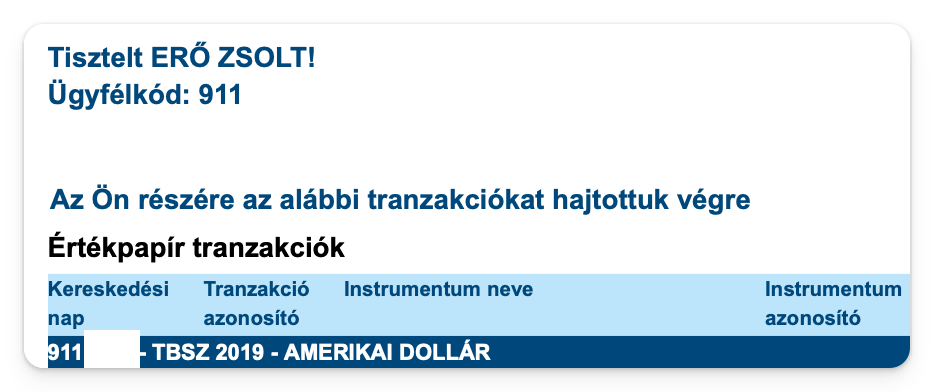 Tisztelt ERŐ ZSOLT!
Ügyfélkód: 911
Az Ön részére az alábbi tranzakciókat hajtottuk végre
Értékpapír tranzakciók
Kereskedési nap Tranzakció azonosító Instrumentum neve Instrumentum azonosító
911 - TBSZ 2019 - AMERIKAI DOLLÁR